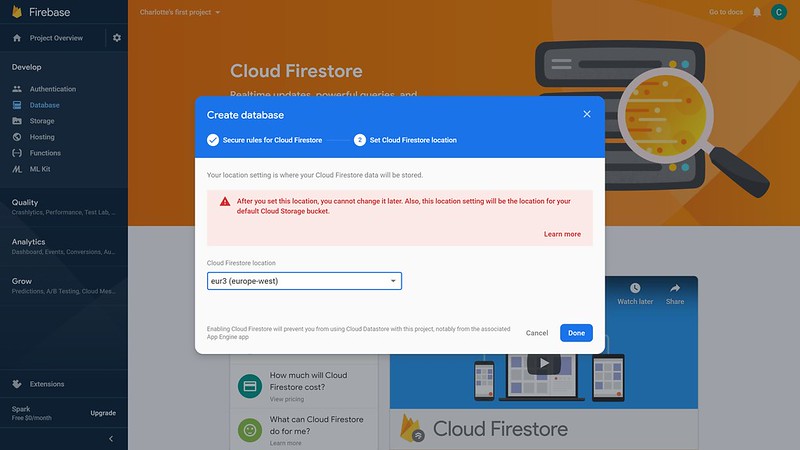 Firebase
Project Overview
Develop
Authentication
Database
Storage
Hosting
Functions
ML Kit
Quality
Crashlytics, Performance, Test Lab, ...
Analytics
Dashboard, Events, Conversions, Au...
Grow
Predictions, A/B Testing, Cloud Mes...
Extensions
Spark
Free $0/month
Upgrade
Charlotte's first project
Go to docs
C
Cloud Firestore
Realtime updates, powerful queries, and
Create database
Secure rules for Cloud Firestore
2
Set Cloud Firestore location
Your location setting is where your Cloud Firestore data will be stored.
After you set this location, you cannot change it later. Also, this location setting will be the location for your
default Cloud Storage bucket.
Learn more
Cloud Firestore location
eur3 (europe-west)
Enabling Cloud Firestore will prevent you from using Cloud Datastore with this project, notably from the associated
App Engine app
Cancel
Done
Watch later
Share
How much will Cloud
Firestore cost?
View pricing
What can Cloud Firestore
do for me?
Learn more
Cloud Firestore